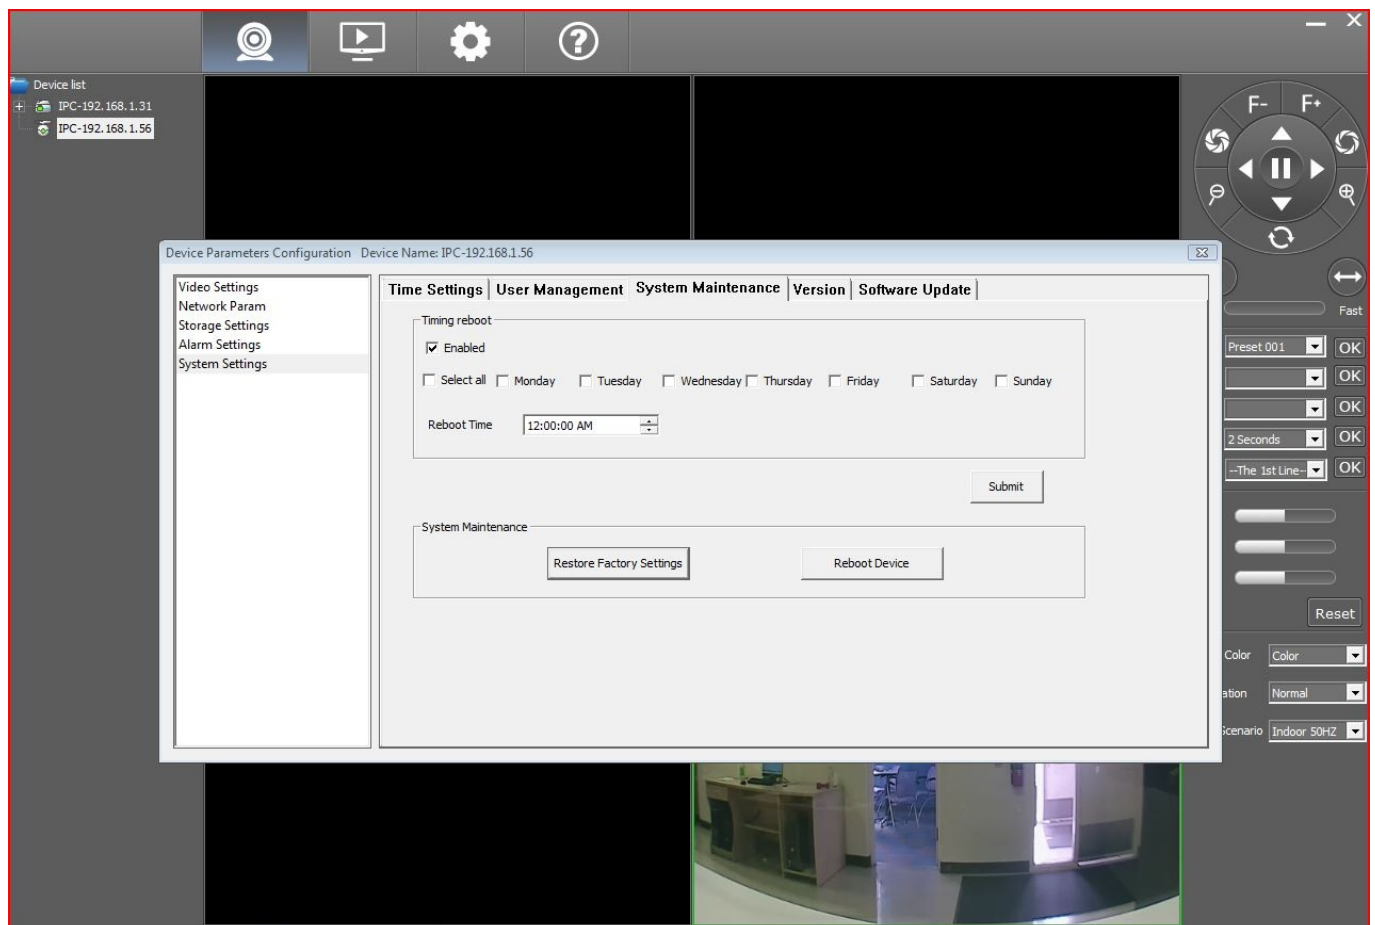 Device list
IPC-192.168.1.31
IPC-192.168.1.56
F- F+
Device Parameters Configuration Device Name: IPC-192.168.1.56
Video Settings
Network Param
Storage Settings
Alarm Settings
System Settings
Time Settings User Management System Maintenance Version Software Update
Timing reboot
Enabled
Select all Monday Tuesday Wednesday Thursday Friday Saturday Sunday
Reboot Time 12:00:00 AM
Submit
System Maintenance
Restore Factory Settings Reboot Device
Fast
Preset 001 OK
OK
OK
2 Seconds OK
--The 1st Line-- OK
Reset
Color Color
ation Normal
Scenario Indoor 50HZ